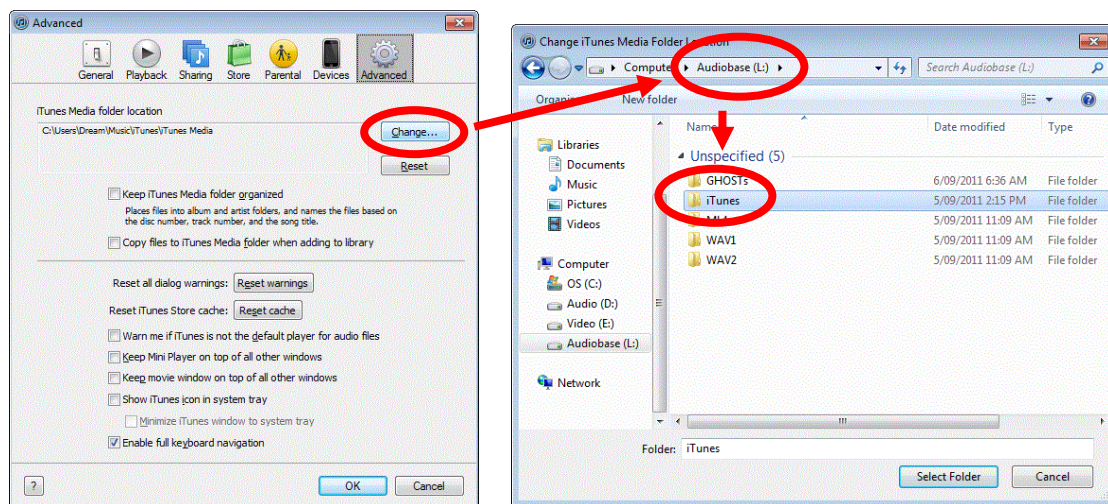 Advanced
General Playback Sharing Store Parental Devices Advanced
iTunes Media folder location
C:\Users\Dream\Music\iTunes\iTunes Media
Change...
Reset
Keep iTunes Media folder organized
Places files into album and artist folders, and names the files based on
the disc number, track number, and the song title.
Copy files to iTunes Media folder when adding to library
Reset all dialog warnings: Reset warnings
Reset iTunes Store cache: Reset cache
Warn me if iTunes is not the default player for audio files
Keep Mini Player on top of all other windows
Keep movie window on top of all other windows
Show iTunes icon in system tray
Minimize iTunes window to system tray
Enable full keyboard navigation
? OK Cancel
Change iTunes Media Folder Location
Computer Audiobase (L:) Search Audiobase (L:)
New folder
Name Date modified Type
Unspecified (5)
GHOSTs 6/09/2011 6:36 AM File folder
iTunes 5/09/2011 2:15 PM File folder
5/09/2011 11:09 AM File folder
WAV1 5/09/2011 11:09 AM File folder
WAV2 5/09/2011 11:09 AM File folder
Libraries
Documents
Music
Pictures
Videos
Computer
OS (C:)
Audio (D:)
Video (E:)
Audiobase (L:)
Network
Folder: iTunes
Select Folder Cancel